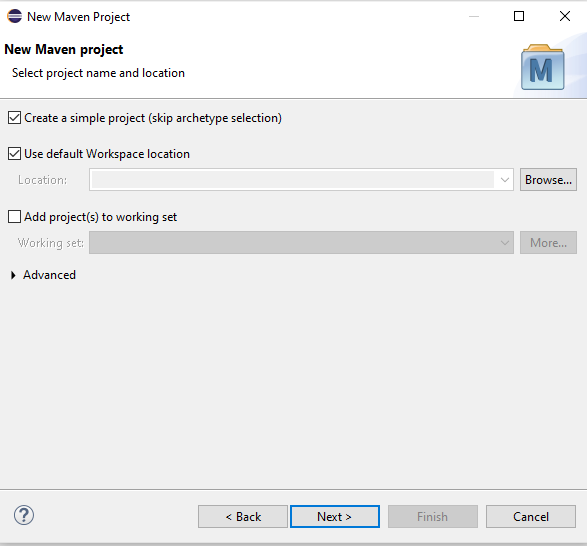 New Maven Project
New Maven project
Select project name and location
M
Create a simple project (skip archetype selection)
Use default Workspace location
Location:
Browse...
Add project(s) to working set
Working set:
More...
Advanced
?
< Back
Next >
Finish
Cancel